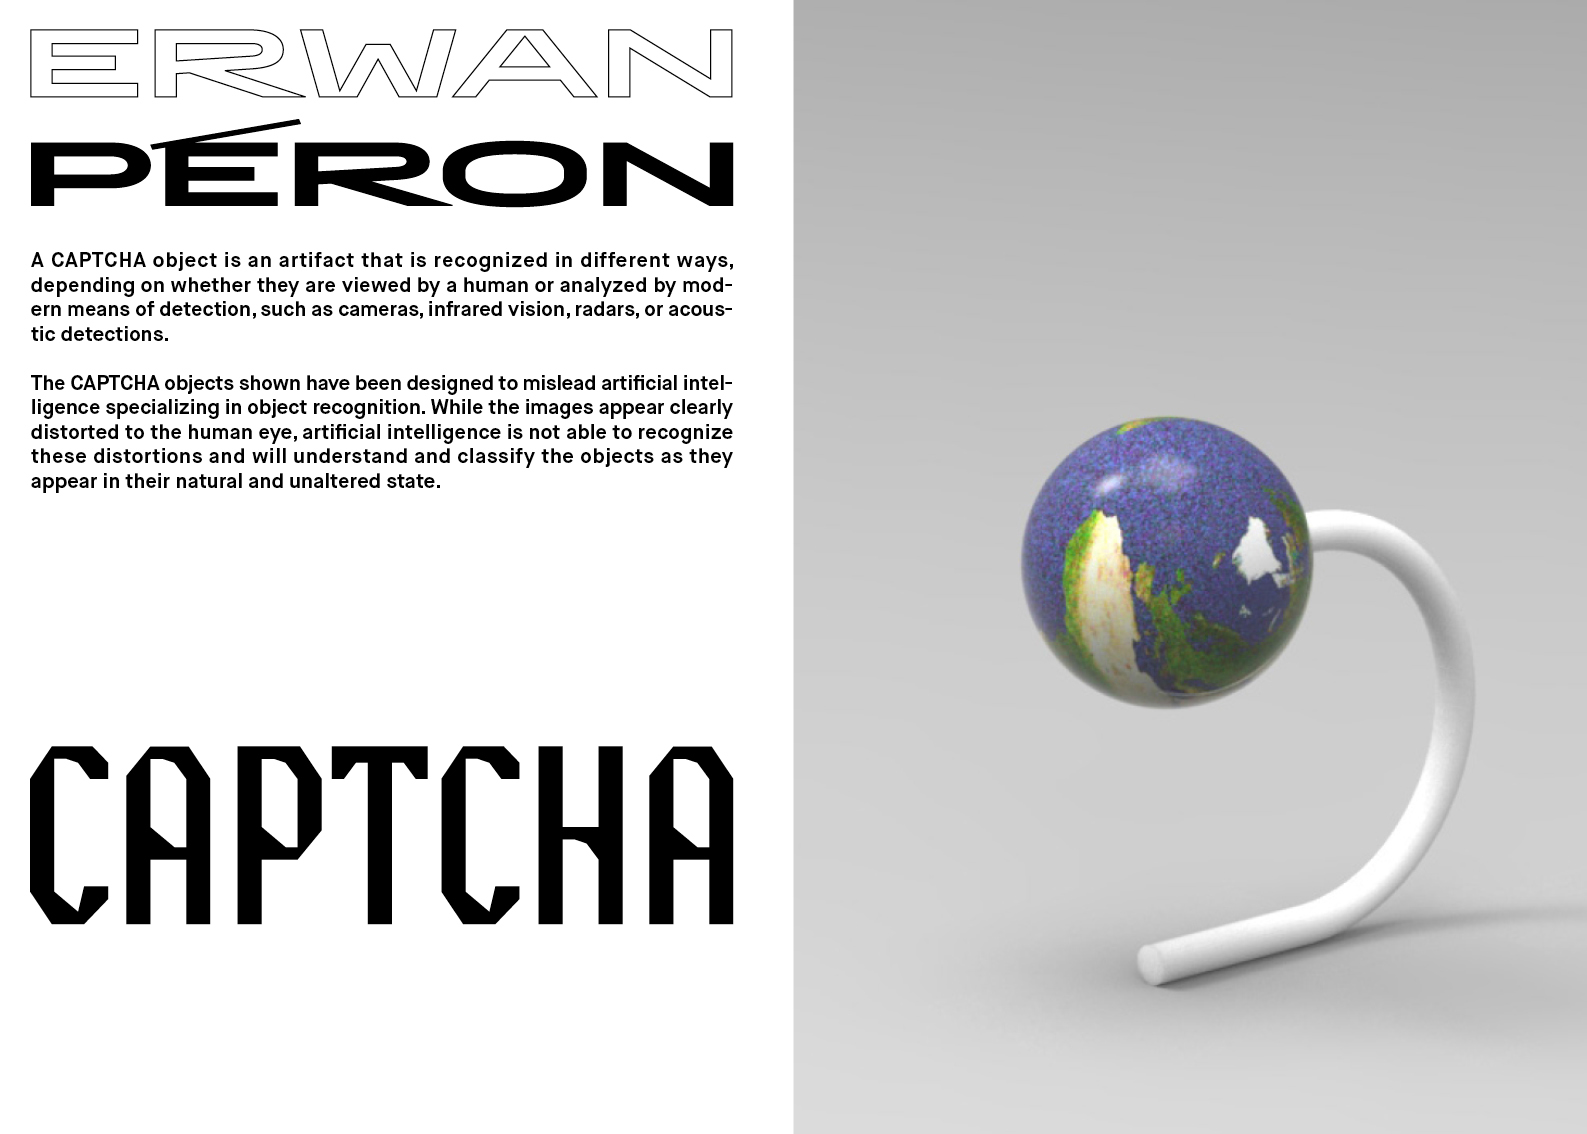 ERWAN
PÉRON
A CAPTCHA object is an artifact that is recognized in different ways,
depending on whether they are viewed by a human or analyzed by mod-
ern means of detection, such as cameras, infrared vision, radars, or acous-
tic detections.
The CAPTCHA objects shown have been designed to mislead artificial intel-
ligence specializing in object recognition. While the images appear clearly
distorted to the human eye, artificial intelligence is not able to recognize
these distortions and will understand and classify the objects as they
appear in their natural and unaltered state.
CAPTCHA